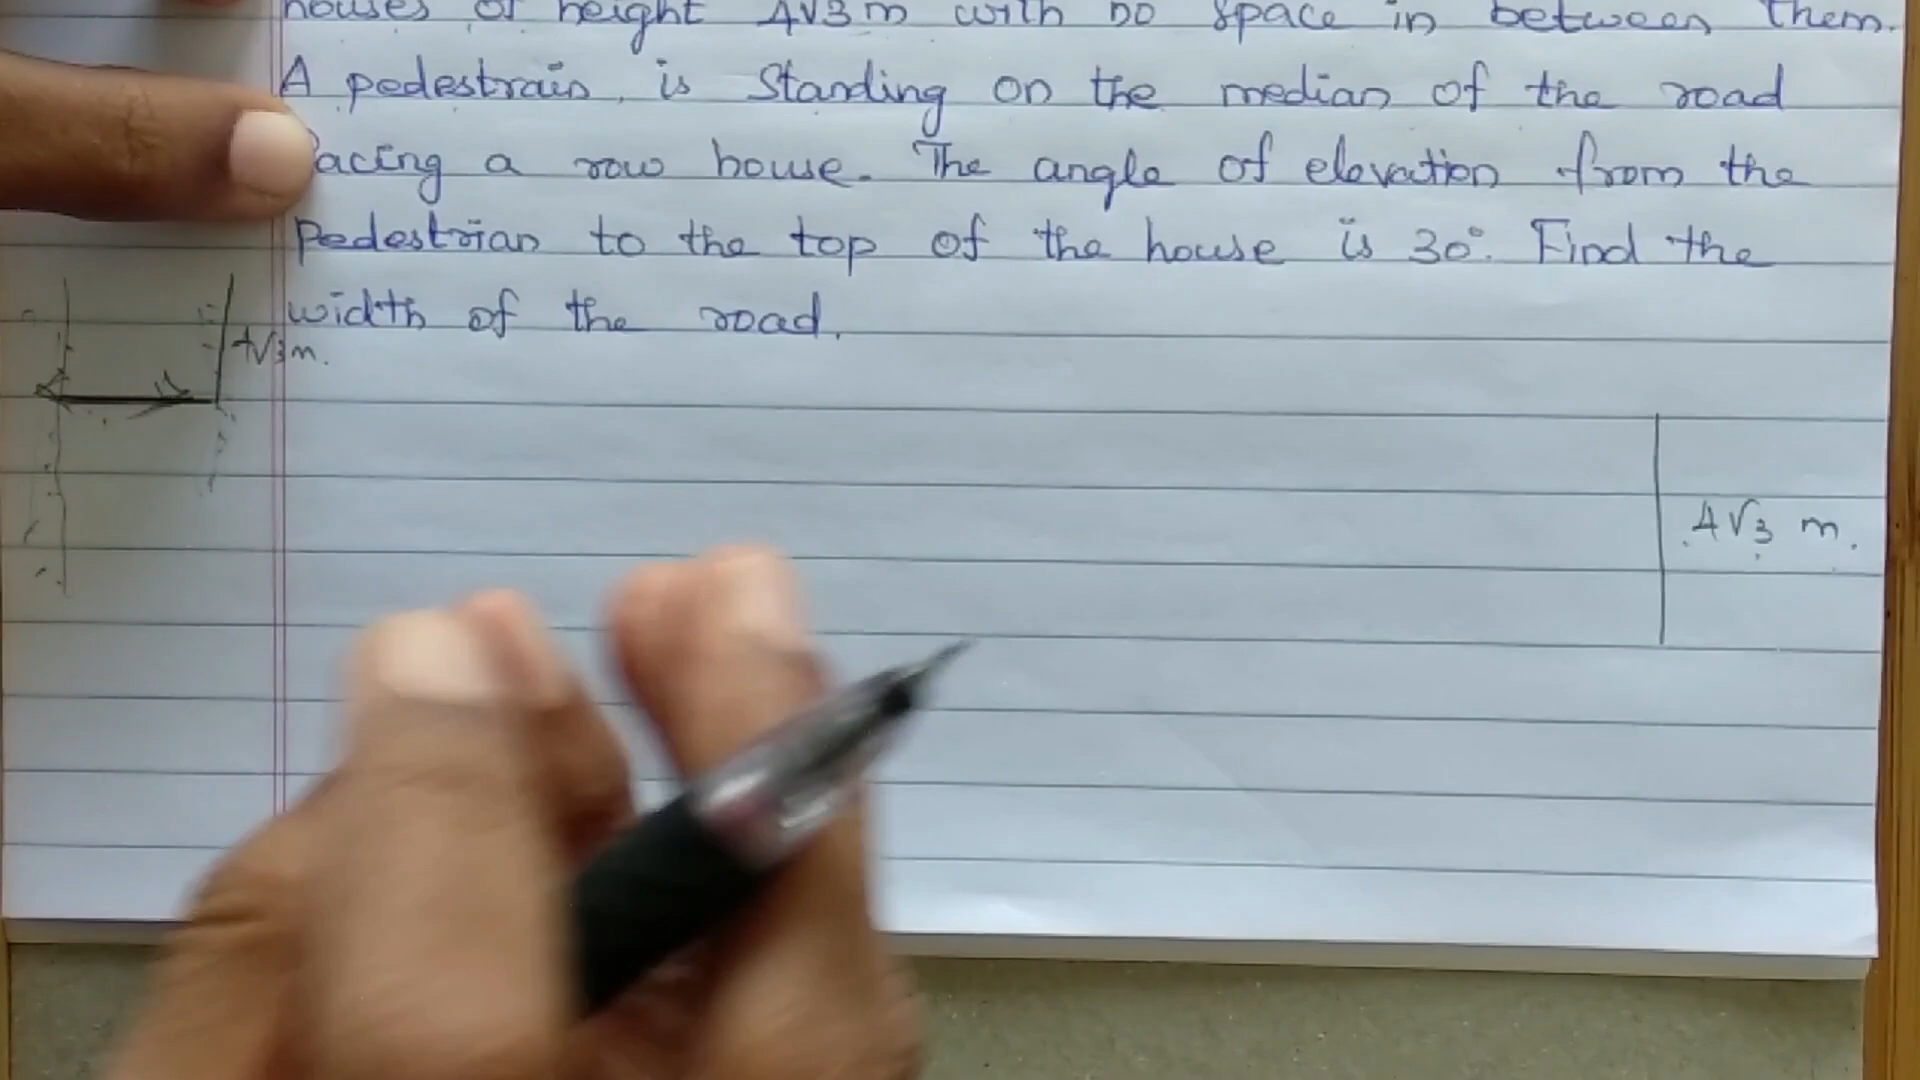 houses of height 4√3 m with no space in between them.
A pedestrain is Standing on the median of the road
facing a row house. The angle of elevation from the
pedestrian to the top of the house is 30°. Find the
width of the road.
4√3 m.
4√3 m.